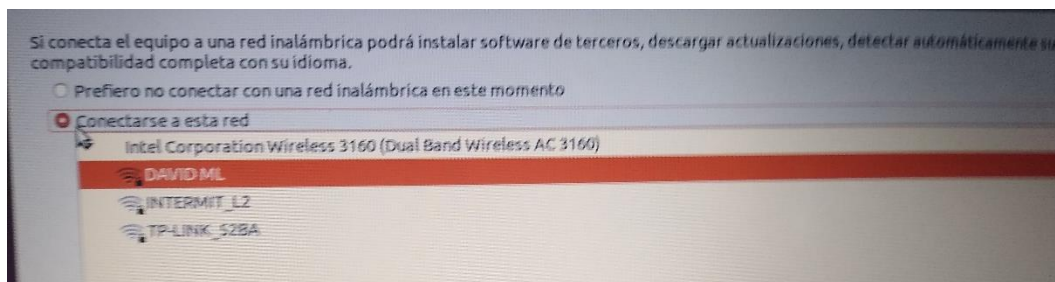 Si conecta el equipo a una red inalámbrica podrá instalar software de terceros, descargar actualizaciones, detectar automáticamente su
compatibilidad completa con su idioma.
Prefiero no conectar con una red inalámbrica en este momento
Conectarse a esta red
Intel Corporation Wireless 3160 (Dual Band Wireless AC 3160)
DAVID ML
INTERMIT_L2
TP-LINK_52BA